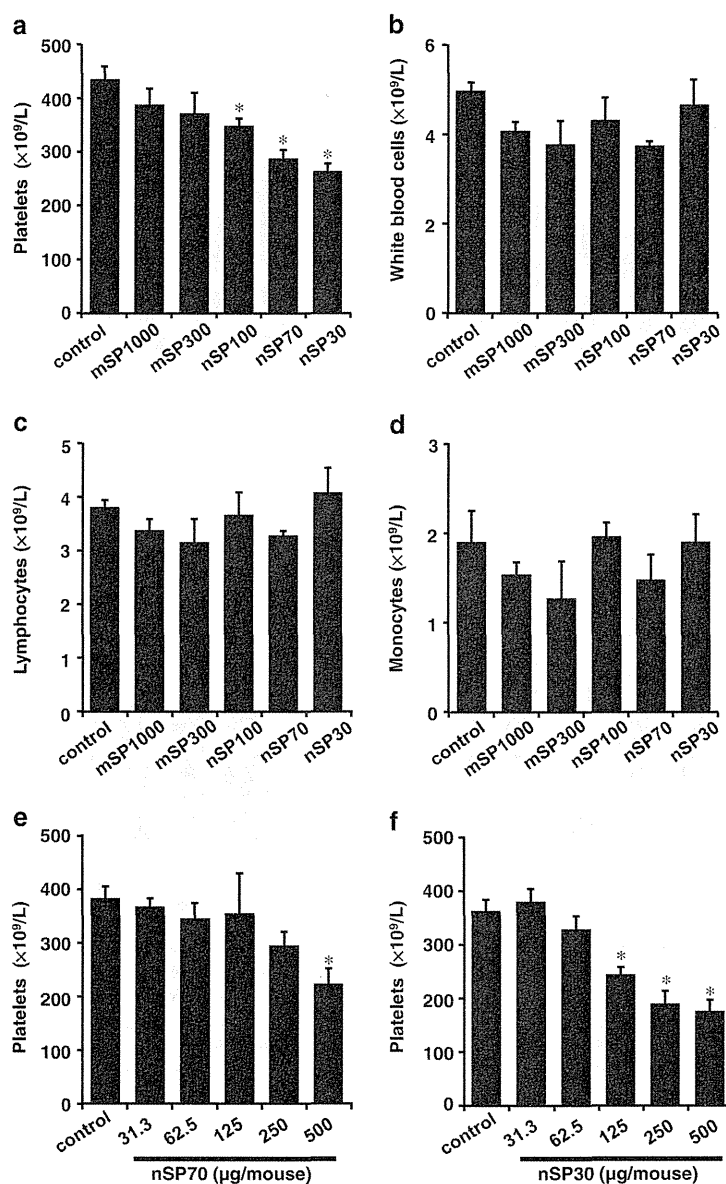 a
Platelets (×10⁹/L)
500
400
300
200
100
0
*
*
*
control
mSP1000
mSP300
nSP100
nSP70
nSP30
b
White blood cells (×10⁹/L)
6
4
2
0
control
mSP1000
mSP300
nSP100
nSP70
nSP30
c
Lymphocytes (×10⁹/L)
5
4
3
2
1
0
control
mSP1000
mSP300
nSP100
nSP70
nSP30
d
Monocytes (×10⁹/L)
3
2
1
0
control
mSP1000
mSP300
nSP100
nSP70
nSP30
e
Platelets (×10⁹/L)
500
400
300
200
100
0
*
control
31.3
62.5
125
250
500
nSP70 (μg/mouse)
f
Platelets (×10⁹/L)
500
400
300
200
100
0
*
*
*
control
31.3
62.5
125
250
500
nSP30 (μg/mouse)